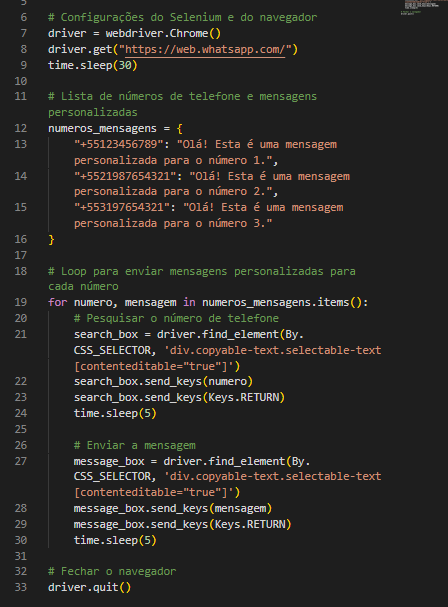 5
6 # Configurações do Selenium e do navegador
7 driver = webdriver.Chrome()
8 driver.get("https://web.whatsapp.com/")
9 time.sleep(30)
10
11 # Lista de números de telefone e mensagens
personalizadas
12 numeros_mensagens = {
13 "+55123456789": "Olá! Esta é uma mensagem
personalizada para o número 1.",
14 "+5521987654321": "Olá! Esta é uma mensagem
personalizada para o número 2.",
15 "+553197654321": "Olá! Esta é uma mensagem
personalizada para o número 3."
16 }
17
18 # Loop para enviar mensagens personalizadas para
cada número
19 for numero, mensagem in numeros_mensagens.items():
20 # Pesquisar o número de telefone
21 search_box = driver.find_element(By.
CSS_SELECTOR, 'div.copyable-text.selectable-text
[contenteditable="true"]')
22 search_box.send_keys(numero)
23 search_box.send_keys(Keys.RETURN)
24 time.sleep(5)
25
26 # Enviar a mensagem
27 message_box = driver.find_element(By.
CSS_SELECTOR, 'div.copyable-text.selectable-text
[contenteditable="true"]')
28 message_box.send_keys(mensagem)
29 message_box.send_keys(Keys.RETURN)
30 time.sleep(5)
31
32 # Fechar o navegador
33 driver.quit()